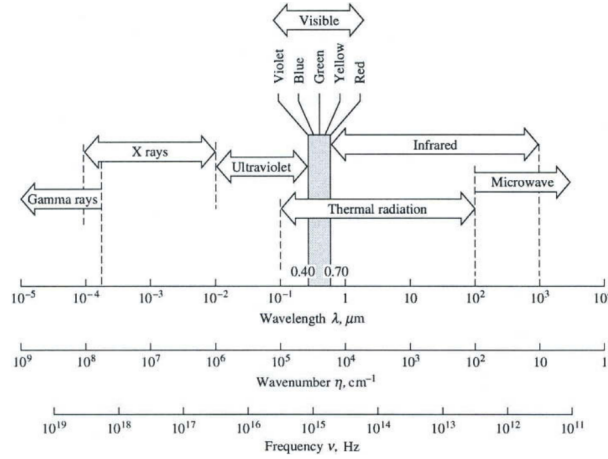 Visible
Violet
Blue
Green
Yellow
Red
X rays
Infrared
Ultraviolet
Microwave
Gamma rays
Thermal radiation
0.40 0.70
10⁻⁵ 10⁻⁴ 10⁻³ 10⁻² 10⁻¹ 1 10 10² 10³
Wavelength λ, μm
10⁹ 10⁸ 10⁷ 10⁶ 10⁵ 10⁴ 10³ 10² 10 1
Wavenumber η, cm⁻¹
10¹⁹ 10¹⁸ 10¹⁷ 10¹⁶ 10¹⁵ 10¹⁴ 10¹³ 10¹² 10¹¹
Frequency ν, Hz